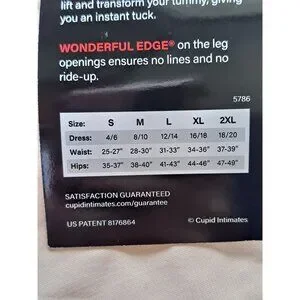 lift and transform your tummy, giving
you an instant tuck.
WONDERFUL EDGE® on the leg
openings ensures no lines and no
ride-up.
5786
Size: S M L XL 2XL
Dress: 4/6 8/10 12/14 16/18 18/20
Waist: 25-27" 28-30" 31-33" 34-36" 37-39"
Hips: 35-37" 38-40" 41-43" 44-46" 47-49"
SATISFACTION GUARANTEED
cupidintimates.com/guarantee
US PATENT 8176864
© Cupid Intimates